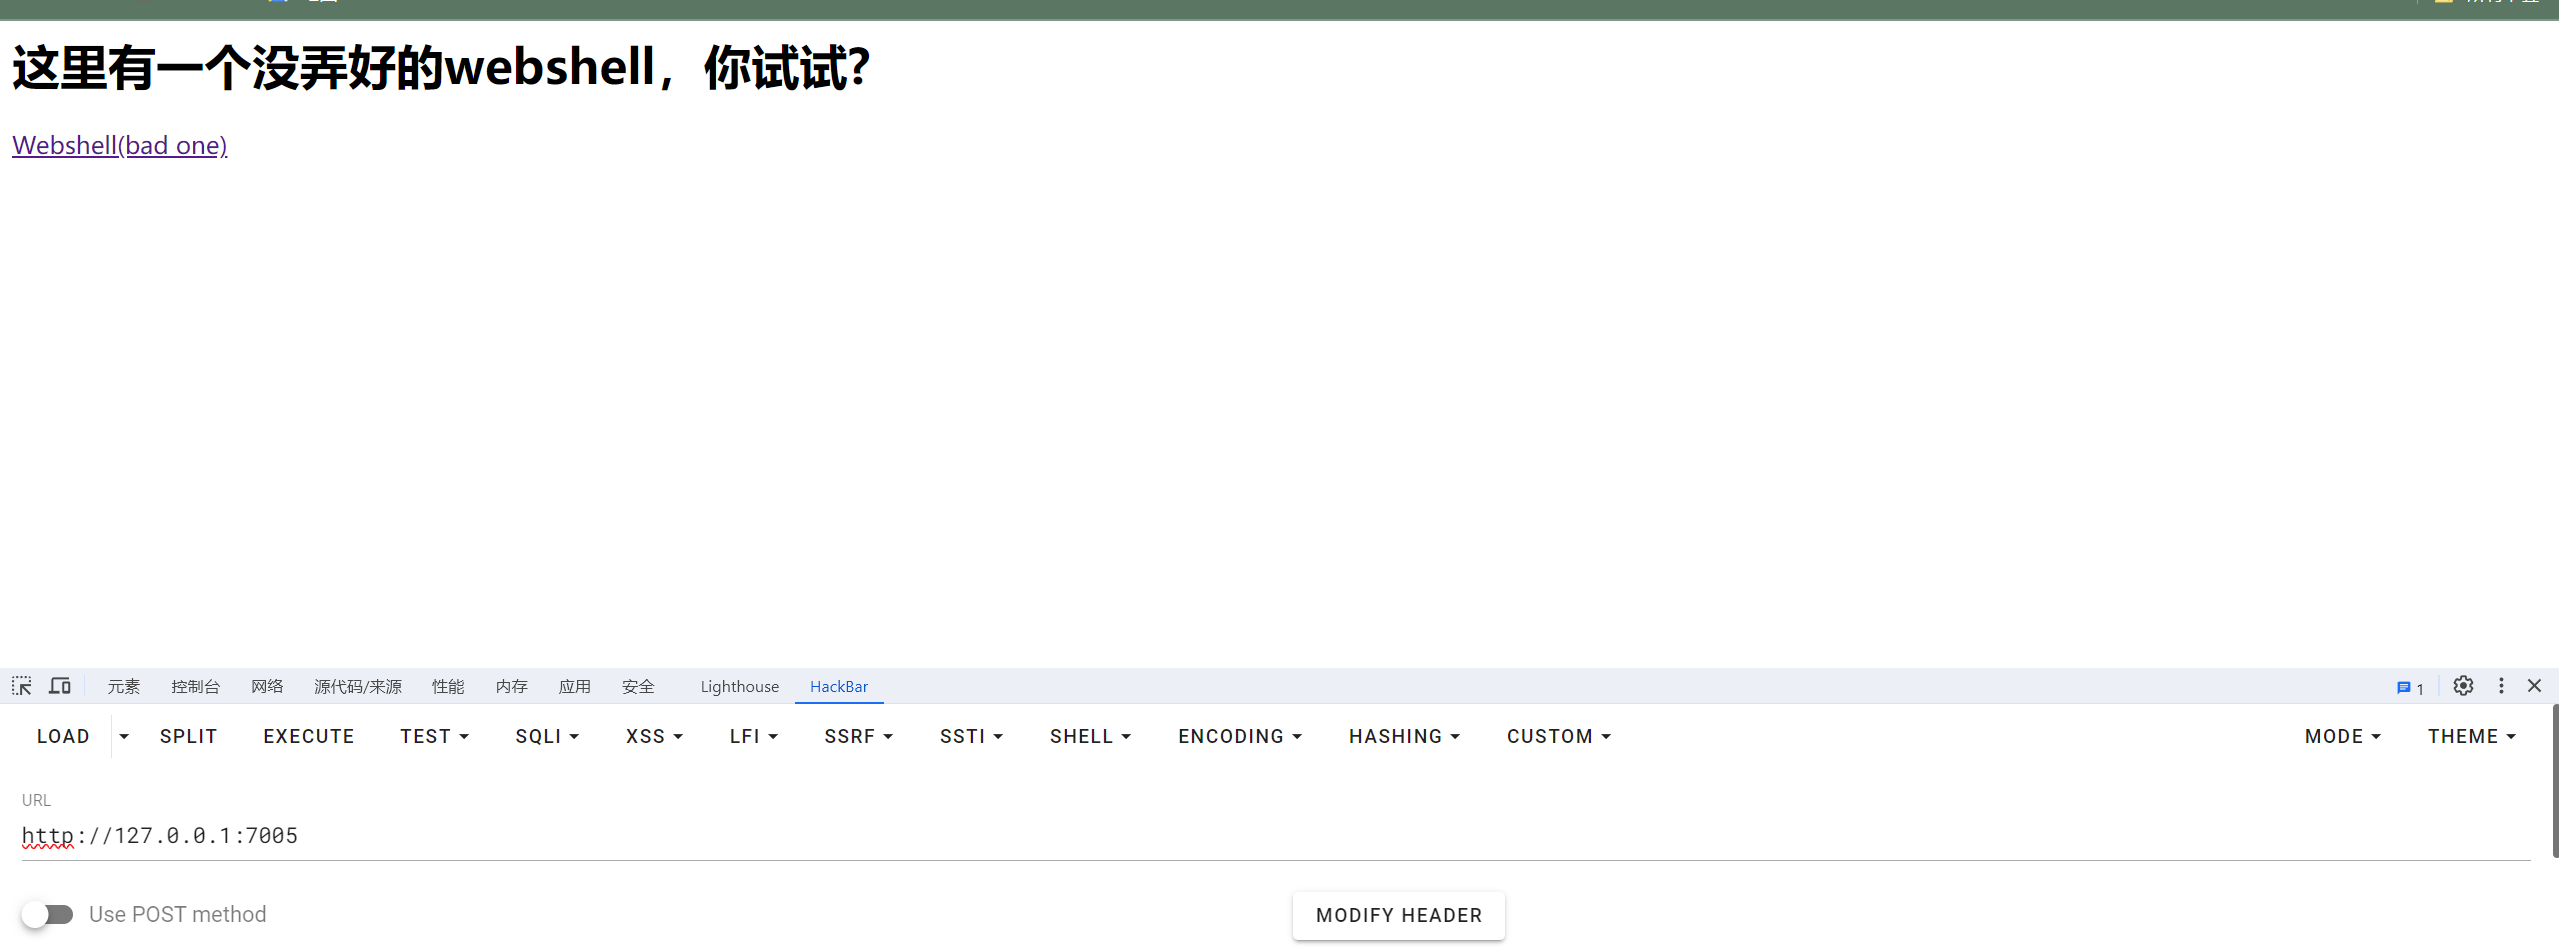 这里有一个没弄好的webshell，你试试？
Webshell(bad one)
元素 控制台 网络 源代码/来源 性能 内存 应用 安全 Lighthouse HackBar 1
LOAD SPLIT EXECUTE TEST SQLI XSS LFI SSRF SSTI SHELL ENCODING HASHING CUSTOM MODE THEME
URL
http://127.0.0.1:7005
Use POST method MODIFY HEADER